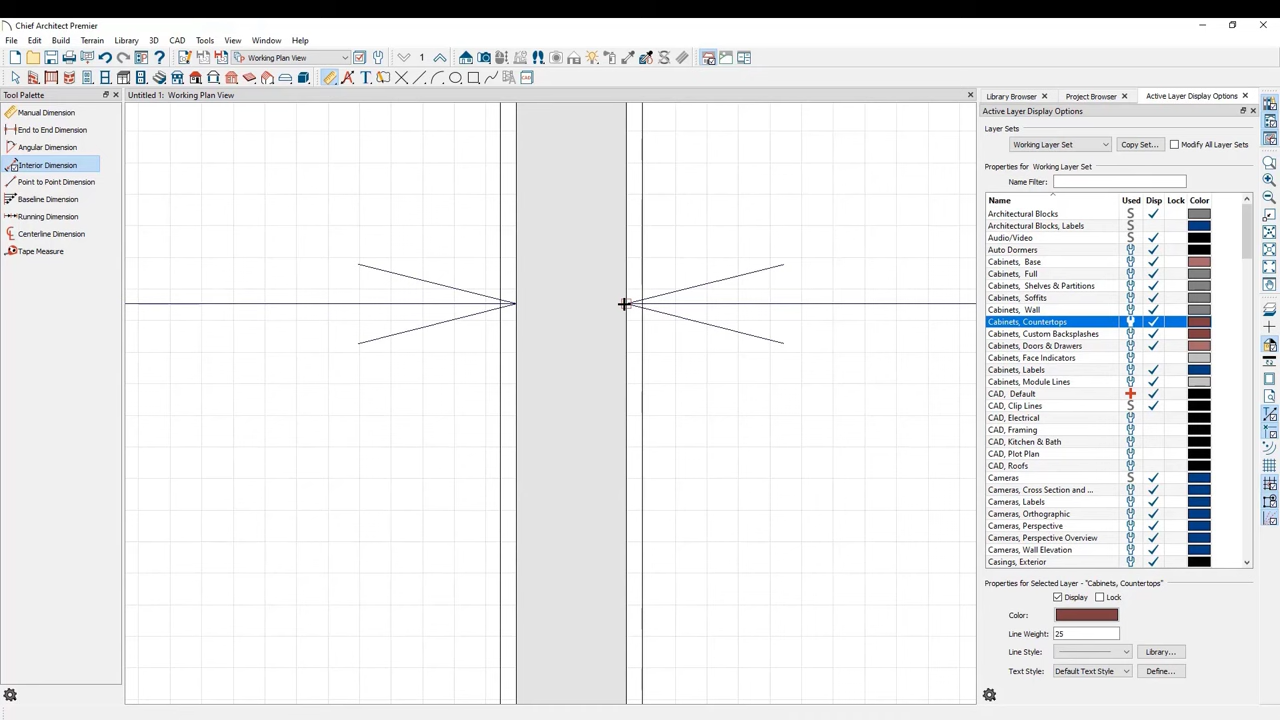 Chief Architect Premier
File Edit Build Terrain Library 3D CAD Tools View Window Help
Working Plan View 1
Tool Palette
Untitled 1: Working Plan View
Manual Dimension
End to End Dimension
Angular Dimension
Interior Dimension
Point to Point Dimension
Baseline Dimension
Running Dimension
Centerline Dimension
Tape Measure
Library Browser Project Browser Active Layer Display Options
Active Layer Display Options
Layer Sets
Working Layer Set Copy Set... Modify All Layer Sets
Properties for Working Layer Set
Name Filter:
Name Used Disp Lock Color
Architectural Blocks S
Architectural Blocks, Labels S
Audio/Video S
Auto Dormers
Cabinets, Base
Cabinets, Full
Cabinets, Shelves & Partitions
Cabinets, Soffits
Cabinets, Wall
Cabinets, Countertops
Cabinets, Custom Backsplashes
Cabinets, Doors & Drawers
Cabinets, Face Indicators
Cabinets, Labels
Cabinets, Module Lines
CAD, Default
CAD, Clip Lines S
CAD, Electrical
CAD, Framing
CAD, Kitchen & Bath
CAD, Plot Plan
CAD, Roofs
Cameras S
Cameras, Cross Section and ...
Cameras, Labels
Cameras, Orthographic
Cameras, Perspective
Cameras, Perspective Overview
Cameras, Wall Elevation
Casings, Exterior
Properties for Selected Layer - "Cabinets, Countertops"
Display Lock
Color:
Line Weight: 25
Line Style: Library...
Text Style: Default Text Style Define...